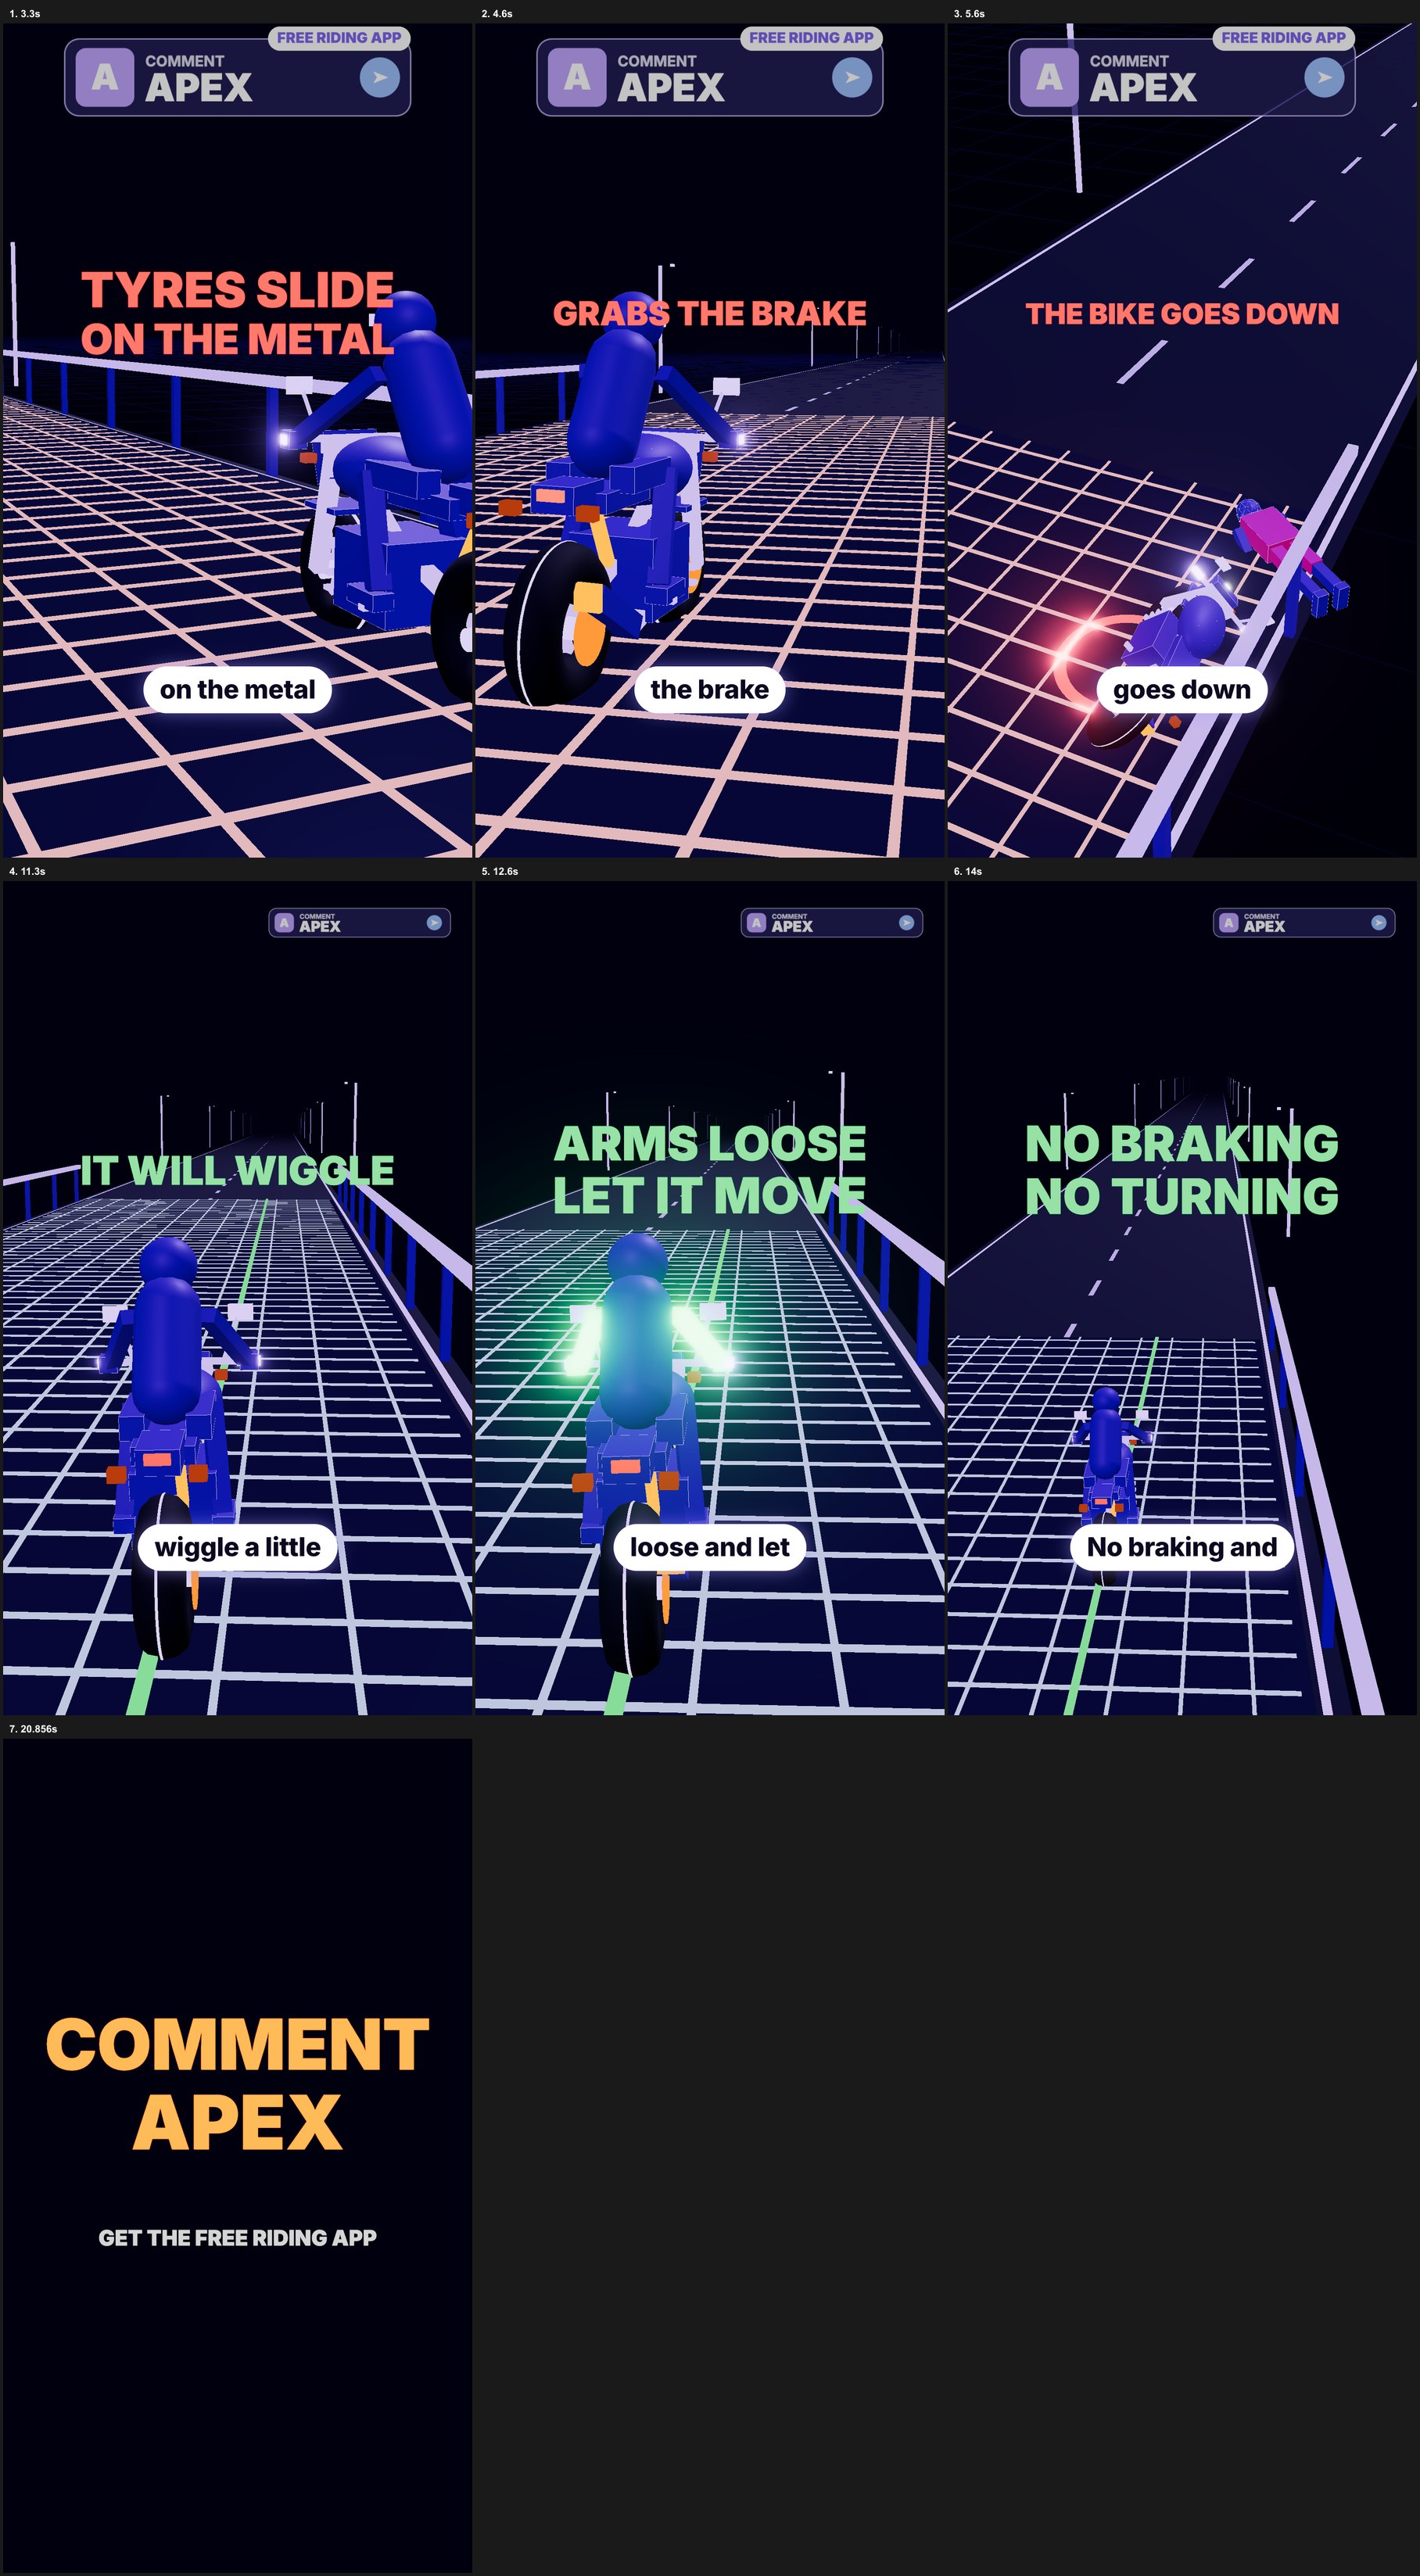 1. 3.3s
FREE RIDING APP
A
COMMENT
APEX
TYRES SLIDE
ON THE METAL
on the metal
2. 4.6s
FREE RIDING APP
A
COMMENT
APEX
GRABS THE BRAKE
the brake
3. 5.6s
FREE RIDING APP
A
COMMENT
APEX
THE BIKE GOES DOWN
goes down
4. 11.3s
A
COMMENT
APEX
IT WILL WIGGLE
wiggle a little
5. 12.6s
A
COMMENT
APEX
ARMS LOOSE
LET IT MOVE
loose and let
6. 14s
A
COMMENT
APEX
NO BRAKING
NO TURNING
No braking and
7. 20.856s
COMMENT
APEX
GET THE FREE RIDING APP